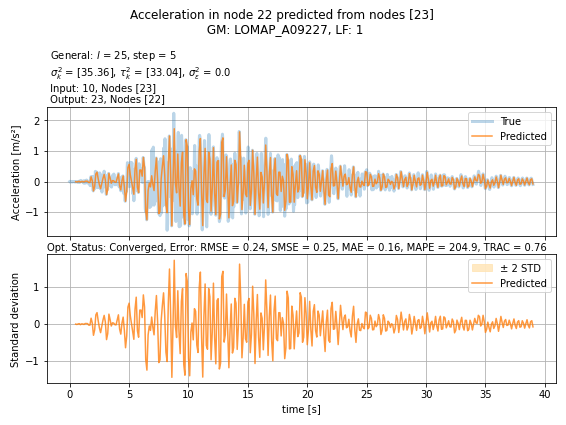 Acceleration in node 22 predicted from nodes [23]
GM: LOMAP_A09227, LF: 1
General: l = 25, step = 5
σ²ₖ = [35.36], τ²ₖ = [33.04], σ²ₑ = 0.0
Input: 10, Nodes [23]
Output: 23, Nodes [22]
True
Predicted
Acceleration [m/s²]
2
1
0
−1
Opt. Status: Converged, Error: RMSE = 0.24, SMSE = 0.25, MAE = 0.16, MAPE = 204.9, TRAC = 0.76
± 2 STD
Predicted
Standard deviation
1
0
−1
0 5 10 15 20 25 30 35 40
time [s]